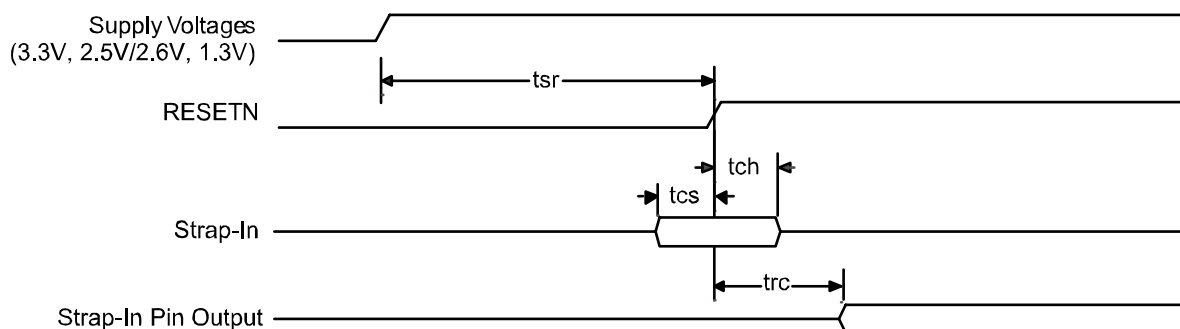 Supply Voltages
(3.3V, 2.5V/2.6V, 1.3V)
tsr
RESETN
tch
tcs
Strap-In
trc
Strap-In Pin Output